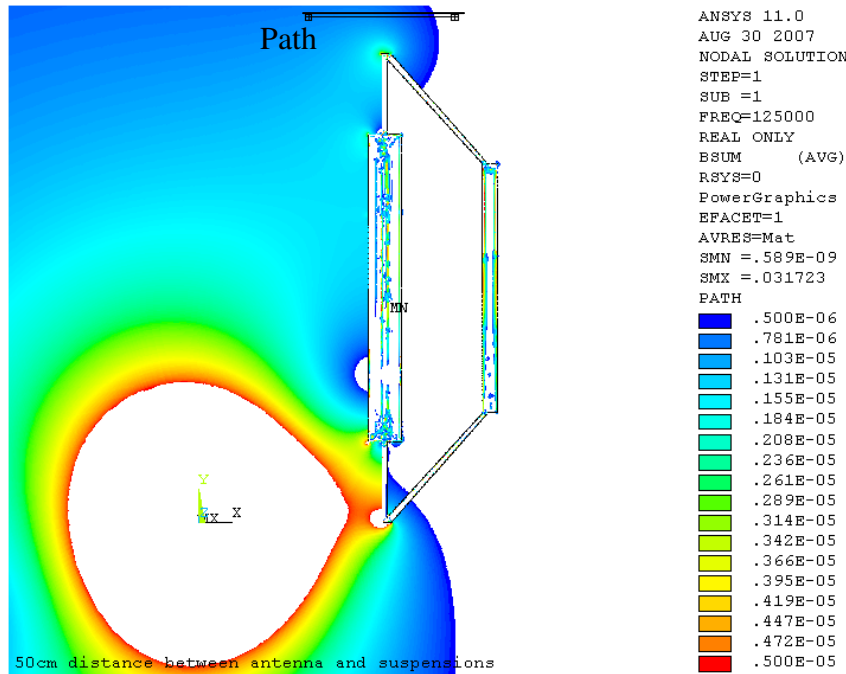 Path
MN
Y
Z
X
X
50cm distance between antenna and suspensions
ANSYS 11.0
AUG 30 2007
NODAL SOLUTION
STEP=1
SUB =1
FREQ=125000
REAL ONLY
BSUM     (AVG)
RSYS=0
PowerGraphics
EFACET=1
AVRES=Mat
SMN =.589E-09
SMX =.031723
PATH
.500E-06
.781E-06
.103E-05
.131E-05
.155E-05
.184E-05
.208E-05
.236E-05
.261E-05
.289E-05
.314E-05
.342E-05
.366E-05
.395E-05
.419E-05
.447E-05
.472E-05
.500E-05